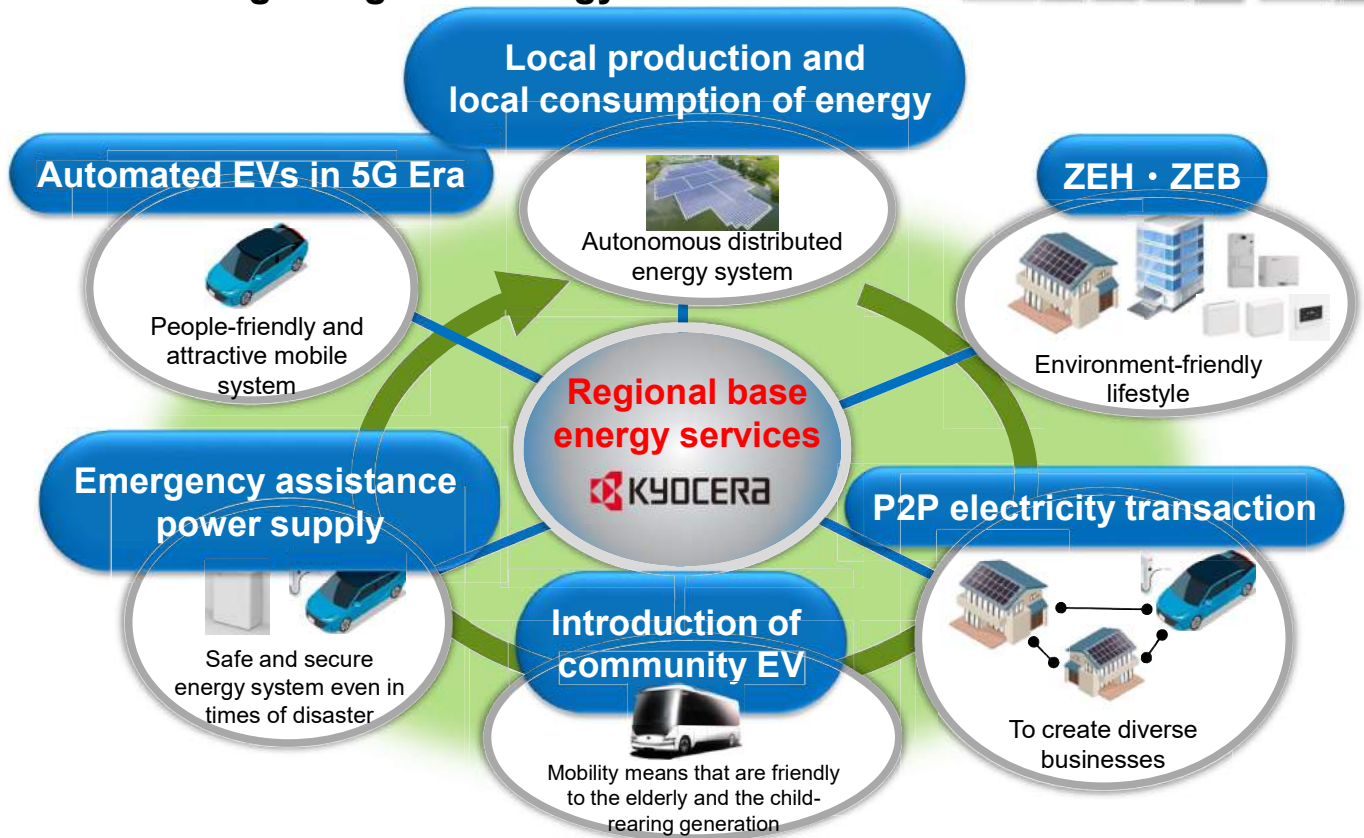 Local production and
local consumption of energy
Autonomous distributed
energy system
Automated EVs in 5G Era
People-friendly and
attractive mobile
system
ZEH・ZEB
Environment-friendly
lifestyle
Regional base
energy services
KYOCERA
Emergency assistance
power supply
Safe and secure
energy system even in
times of disaster
P2P electricity transaction
To create diverse
businesses
Introduction of
community EV
Mobility means that are friendly
to the elderly and the child-
rearing generation